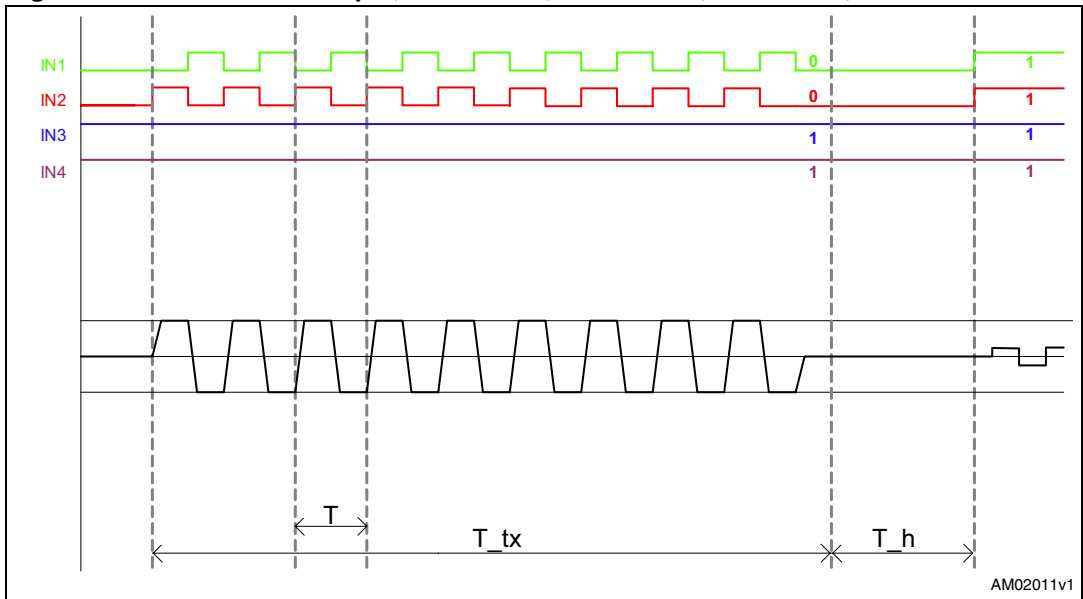 IN1 0 1
IN2 0 1
IN3 1 1
IN4 1 1
T
T_tx T_h
AM02011v1